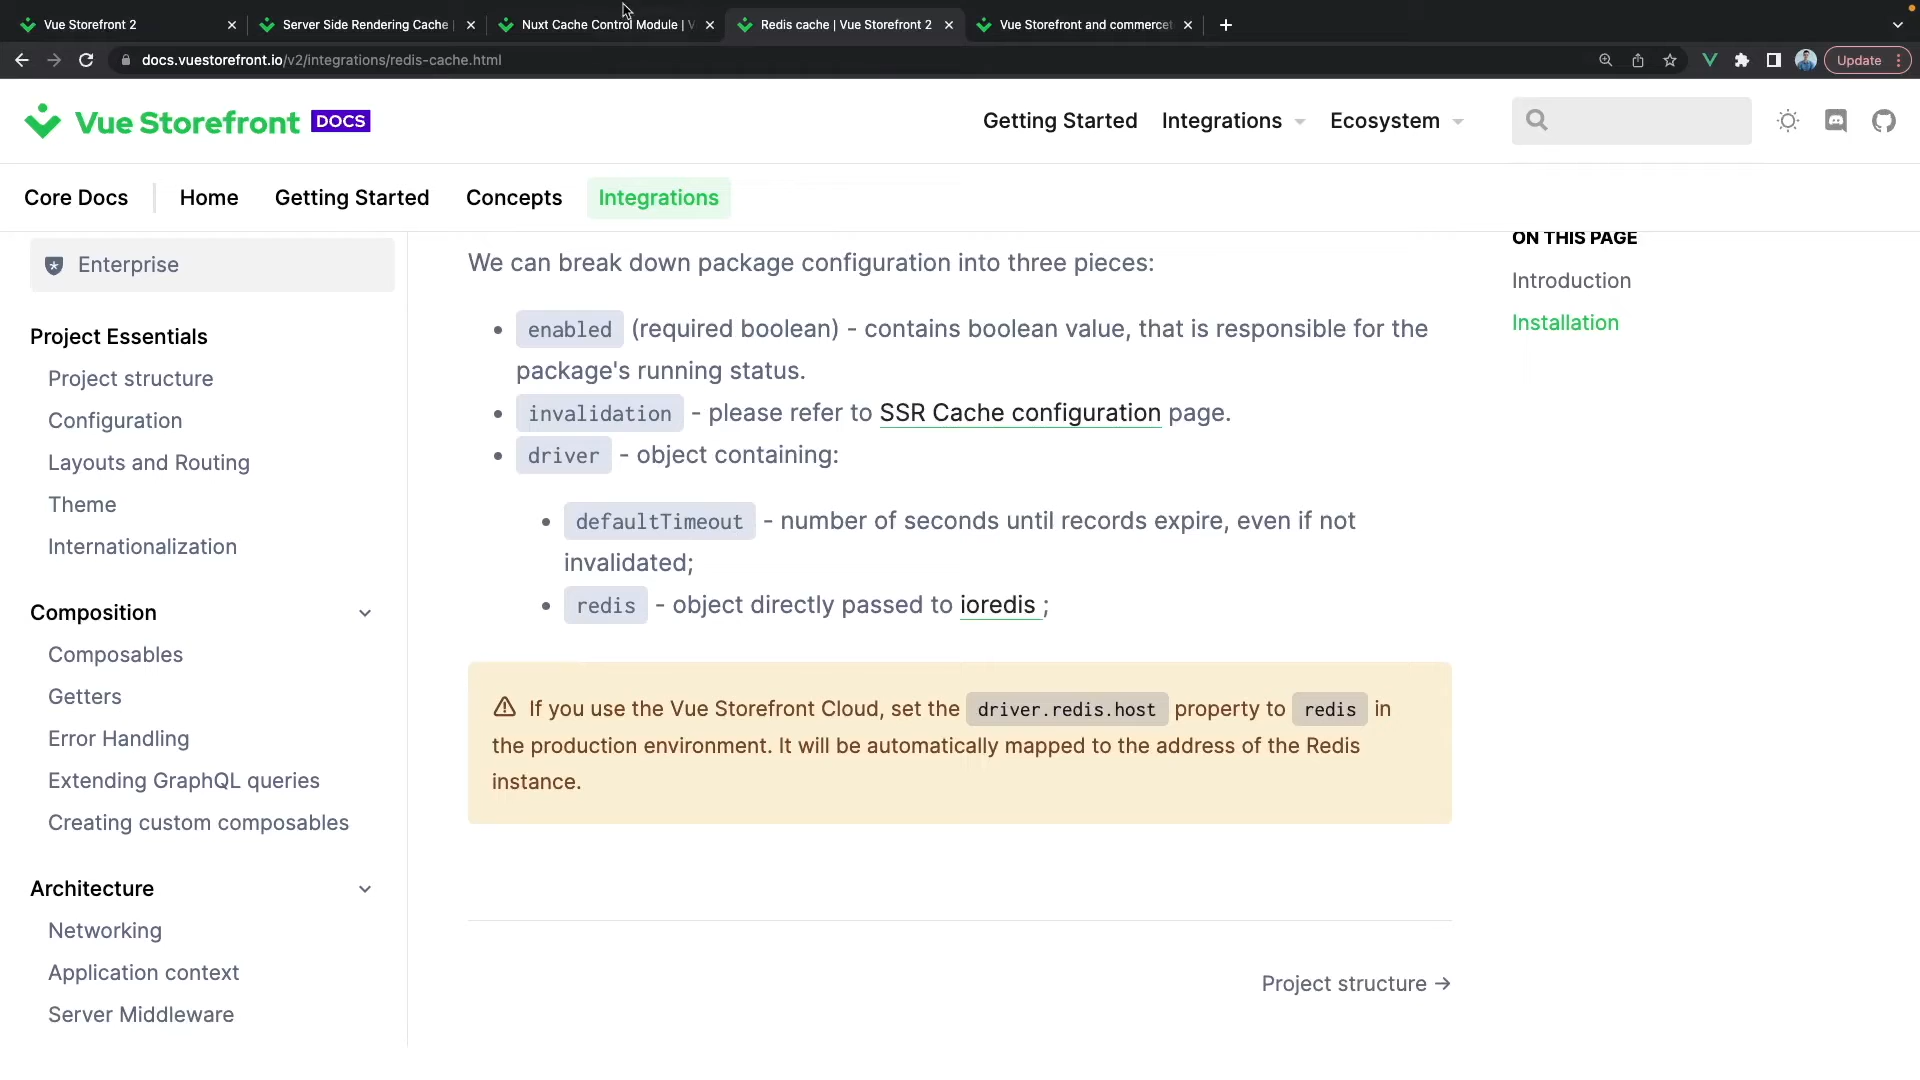 Vue Storefront 2
Server Side Rendering Cache |
Nuxt Cache Control Module | V
Redis cache | Vue Storefront 2
Vue Storefront and commercet
docs.vuestorefront.io/v2/integrations/redis-cache.html
Update
Vue Storefront DOCS
Getting Started
Integrations
Ecosystem
Core Docs
Home
Getting Started
Concepts
Integrations
Enterprise
Project Essentials
Project structure
Configuration
Layouts and Routing
Theme
Internationalization
Composition
Composables
Getters
Error Handling
Extending GraphQL queries
Creating custom composables
Architecture
Networking
Application context
Server Middleware
We can break down package configuration into three pieces:
• enabled (required boolean) - contains boolean value, that is responsible for the
package's running status.
• invalidation - please refer to SSR Cache configuration page.
• driver - object containing:
• defaultTimeout - number of seconds until records expire, even if not
invalidated;
• redis - object directly passed to ioredis ;
If you use the Vue Storefront Cloud, set the driver.redis.host property to redis in
the production environment. It will be automatically mapped to the address of the Redis
instance.
Project structure →
ON THIS PAGE
Introduction
Installation